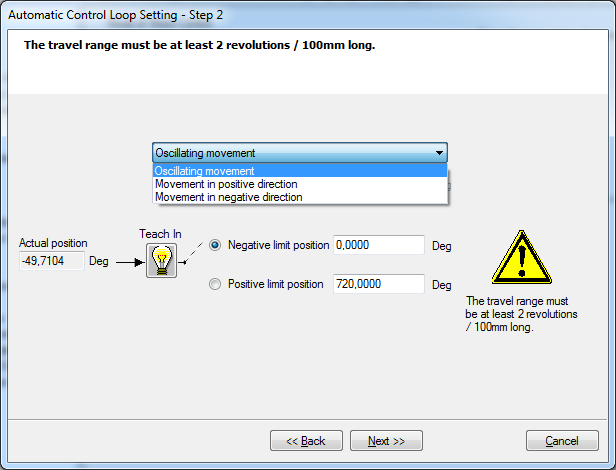 Automatic Control Loop Setting - Step 2
The travel range must be at least 2 revolutions / 100mm long.
Oscillating movement
Oscillating movement
Movement in positive direction
Movement in negative direction
Actual position
-49,7104 Deg
Teach In
Negative limit position 0,0000 Deg
Positive limit position 720,0000 Deg
The travel range must
be at least 2 revolutions
/ 100mm long.
<< Back
Next >>
Cancel